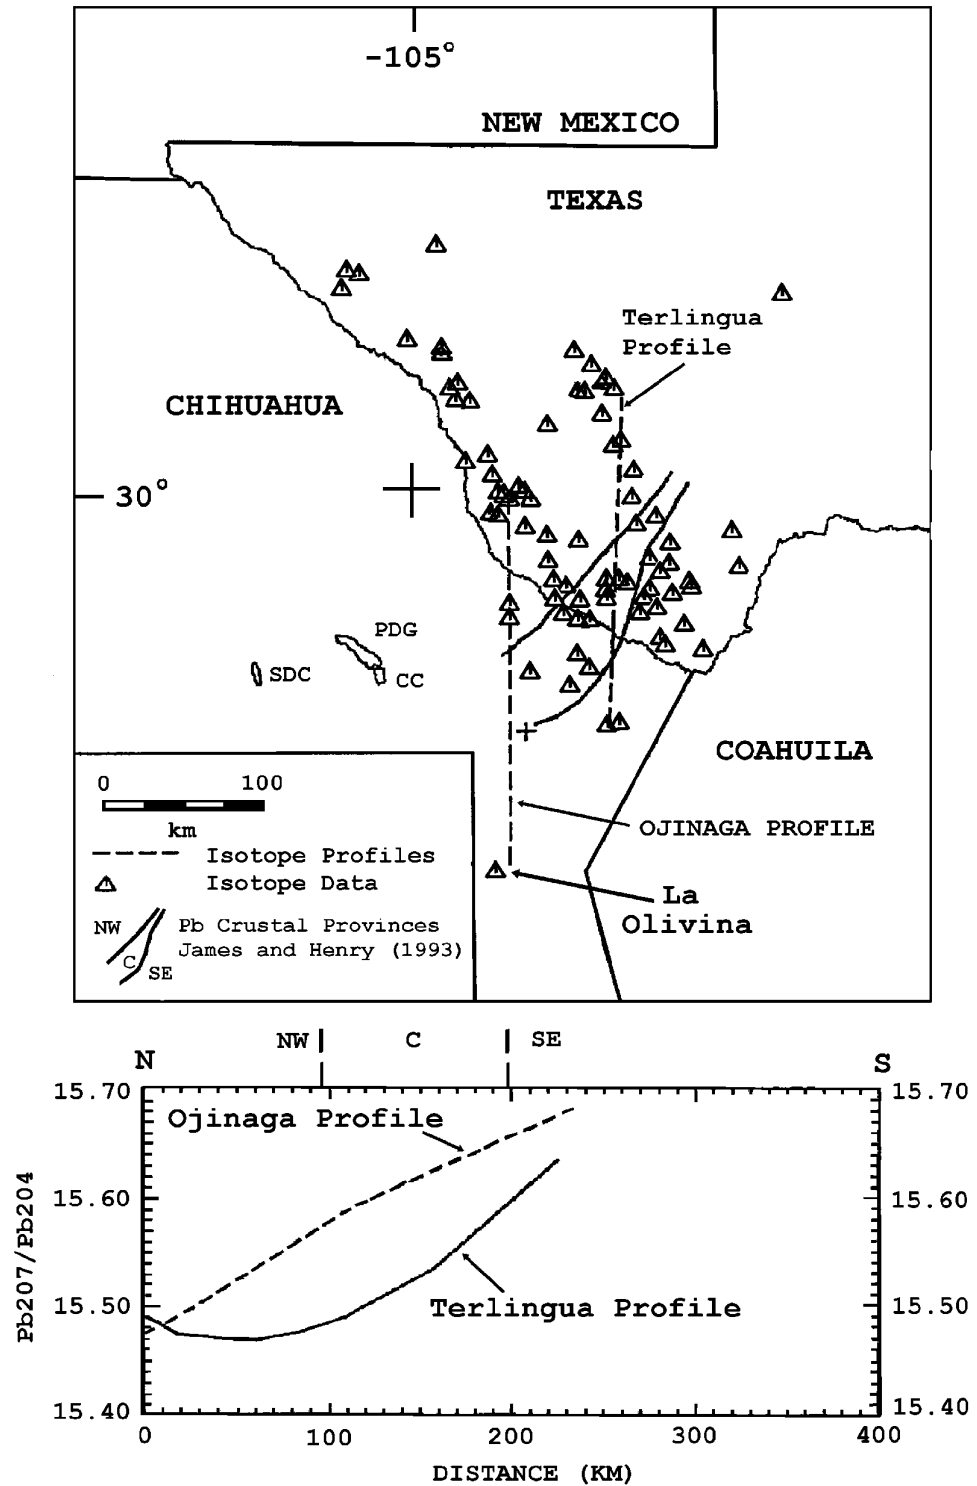 -105°
NEW MEXICO
TEXAS
Terlingua
Profile
CHIHUAHUA
30°
PDG
SDC
CC
COAHUILA
0 100
km
OJINAGA PROFILE
Isotope Profiles
Isotope Data
La
Olivina
NW
C
SE
Pb Crustal Provinces
James and Henry (1993)
NW C SE
N S
15.70 15.70
Ojinaga Profile
15.60 15.60
15.50 15.50
Terlingua Profile
15.40 15.40
Pb207/Pb204
0 100 200 300 400
DISTANCE (KM)